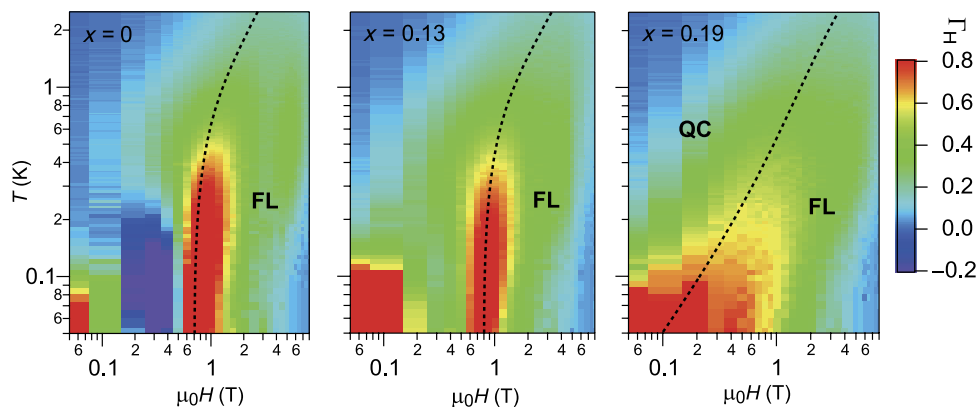 x = 0
x = 0.13
x = 0.19
Γ_H
T (K)
2
1
8
6
4
3
2
0.1
8
6
FL
FL
QC
FL
0.8
0.6
0.4
0.2
0.0
−0.2
6 0.1 2 4 6 1 2 4 6
6 0.1 2 4 6 1 2 4 6
6 0.1 2 4 6 1 2 4 6
μ₀H (T)
μ₀H (T)
μ₀H (T)